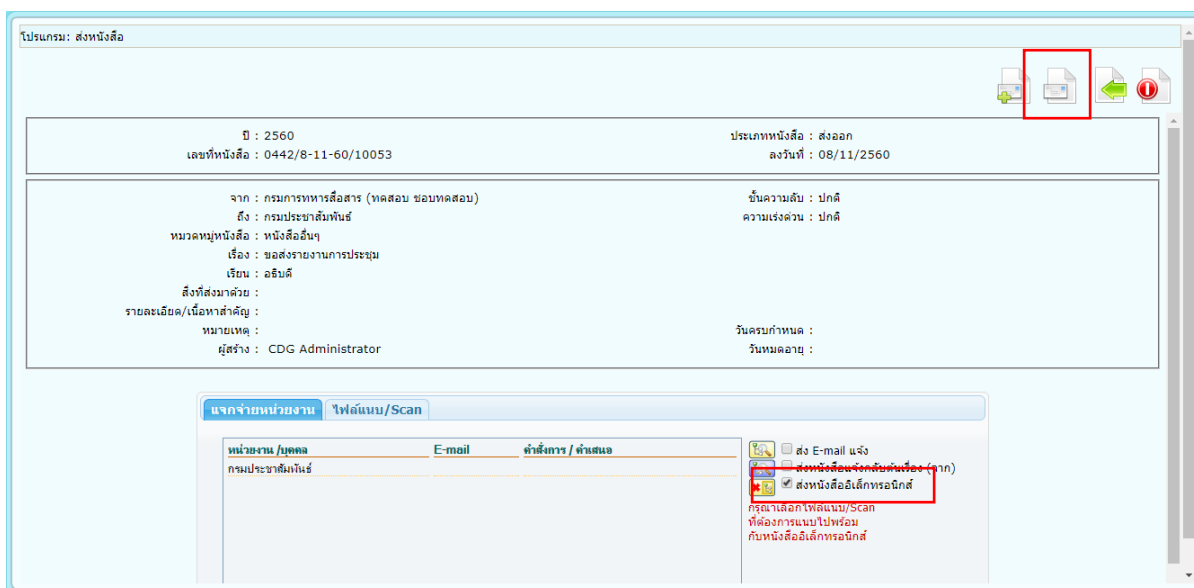 โปรแกรม: ส่งหนังสือ
ปี : 2560 ประเภทหนังสือ : ส่งออก
เลขที่หนังสือ : 0442/8-11-60/10053 ลงวันที่ : 08/11/2560
จาก : กรมการทหารสื่อสาร (ทดสอบ ชอบทดสอบ) ชั้นความลับ : ปกติ
ถึง : กรมประชาสัมพันธ์ ความเร่งด่วน : ปกติ
หมวดหมู่หนังสือ : หนังสืออื่นๆ
เรื่อง : ขอส่งรายงานการประชุม
เรียน : อธิบดี
สิ่งที่ส่งมาด้วย :
รายละเอียด/เนื้อหาสำคัญ :
หมายเหตุ : วันครบกำหนด :
ผู้สร้าง : CDG Administrator วันหมดอายุ :
แจกจ่ายหน่วยงาน ไฟล์แนบ/Scan
หน่วยงาน /บุคคล E-mail คำสั่งการ / คำเสนอ ส่ง E-mail แจ้ง
กรมประชาสัมพันธ์ ส่งหนังสือแจ้งกลับต้นเรื่อง (จาก)
ส่งหนังสืออิเล็กทรอนิกส์
กรุณาเลือกไฟล์แนบ/Scan
ที่ต้องการแนบไปพร้อม
กับหนังสืออิเล็กทรอนิกส์